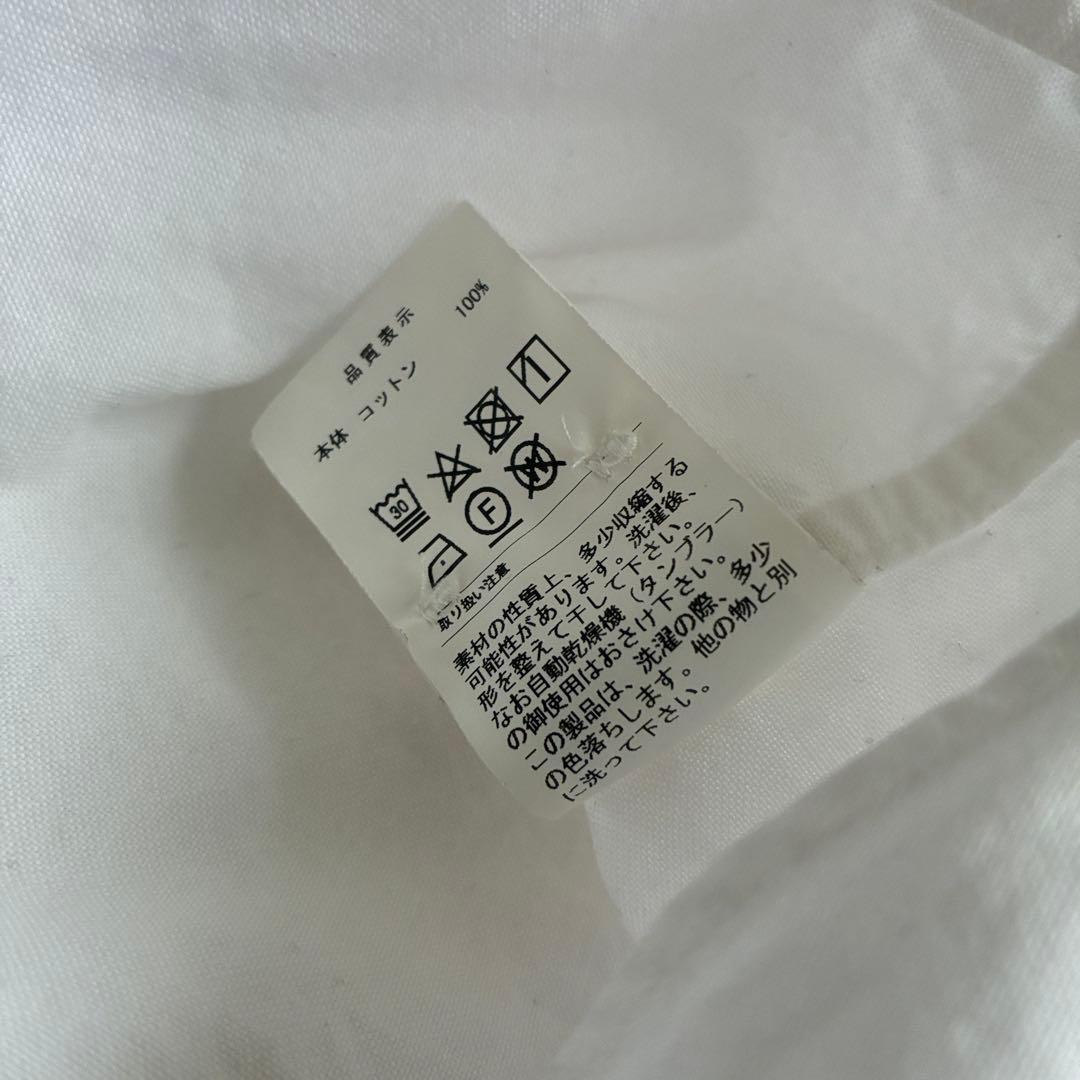 品質表示
本体 コットン 100%
30
F
W
取り扱い注意
素材の性質上、多少収縮する
可能性があります。洗濯後、
形を整えて干して下さい。
なお自動乾燥機（タンブラー）
の御使用はおさけ下さい。
この製品は、洗濯の際、多少
の色落ちします。他の物と別
に洗って下さい。